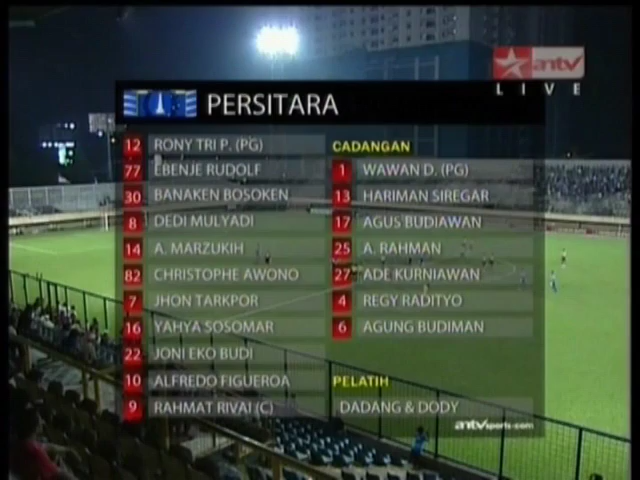 antv
LIVE
PERSITARA
12 RONY TRI P. (PG)
77 EBENJE RUDOLF
30 BANAKEN BOSOKEN
8 DEDI MULYADI
14 A. MARZUKIH
82 CHRISTOPHE AWONO
7 JHON TARKPOR
16 YAHYA SOSOMAR
22 JONI EKO BUDI
10 ALFREDO FIGUEROA
9 RAHMAT RIVAI (C)
CADANGAN
1 WAWAN D. (PG)
13 HARIMAN SIREGAR
17 AGUS BUDIAWAN
25 A. RAHMAN
27 ADE KURNIAWAN
4 REGY RADITYO
6 AGUNG BUDIMAN
PELATIH
DADANG & DODY
antvsports.com